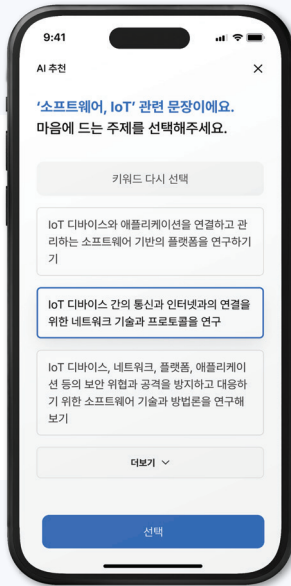 9:41
AI 추천
‘소프트웨어, IoT’ 관련 문장이에요.
마음에 드는 주제를 선택해주세요.
키워드 다시 선택
IoT 디바이스와 애플리케이션을 연결하고 관
리하는 소프트웨어 기반의 플랫폼을 연구하기
기
IoT 디바이스 간의 통신과 인터넷과의 연결을
위한 네트워크 기술과 프로토콜을 연구
IoT 디바이스, 네트워크, 플랫폼, 애플리케이
션 등의 보안 위협과 공격을 방지하고 대응하
기 위한 소프트웨어 기술과 방법론을 연구해
보기
더보기
선택